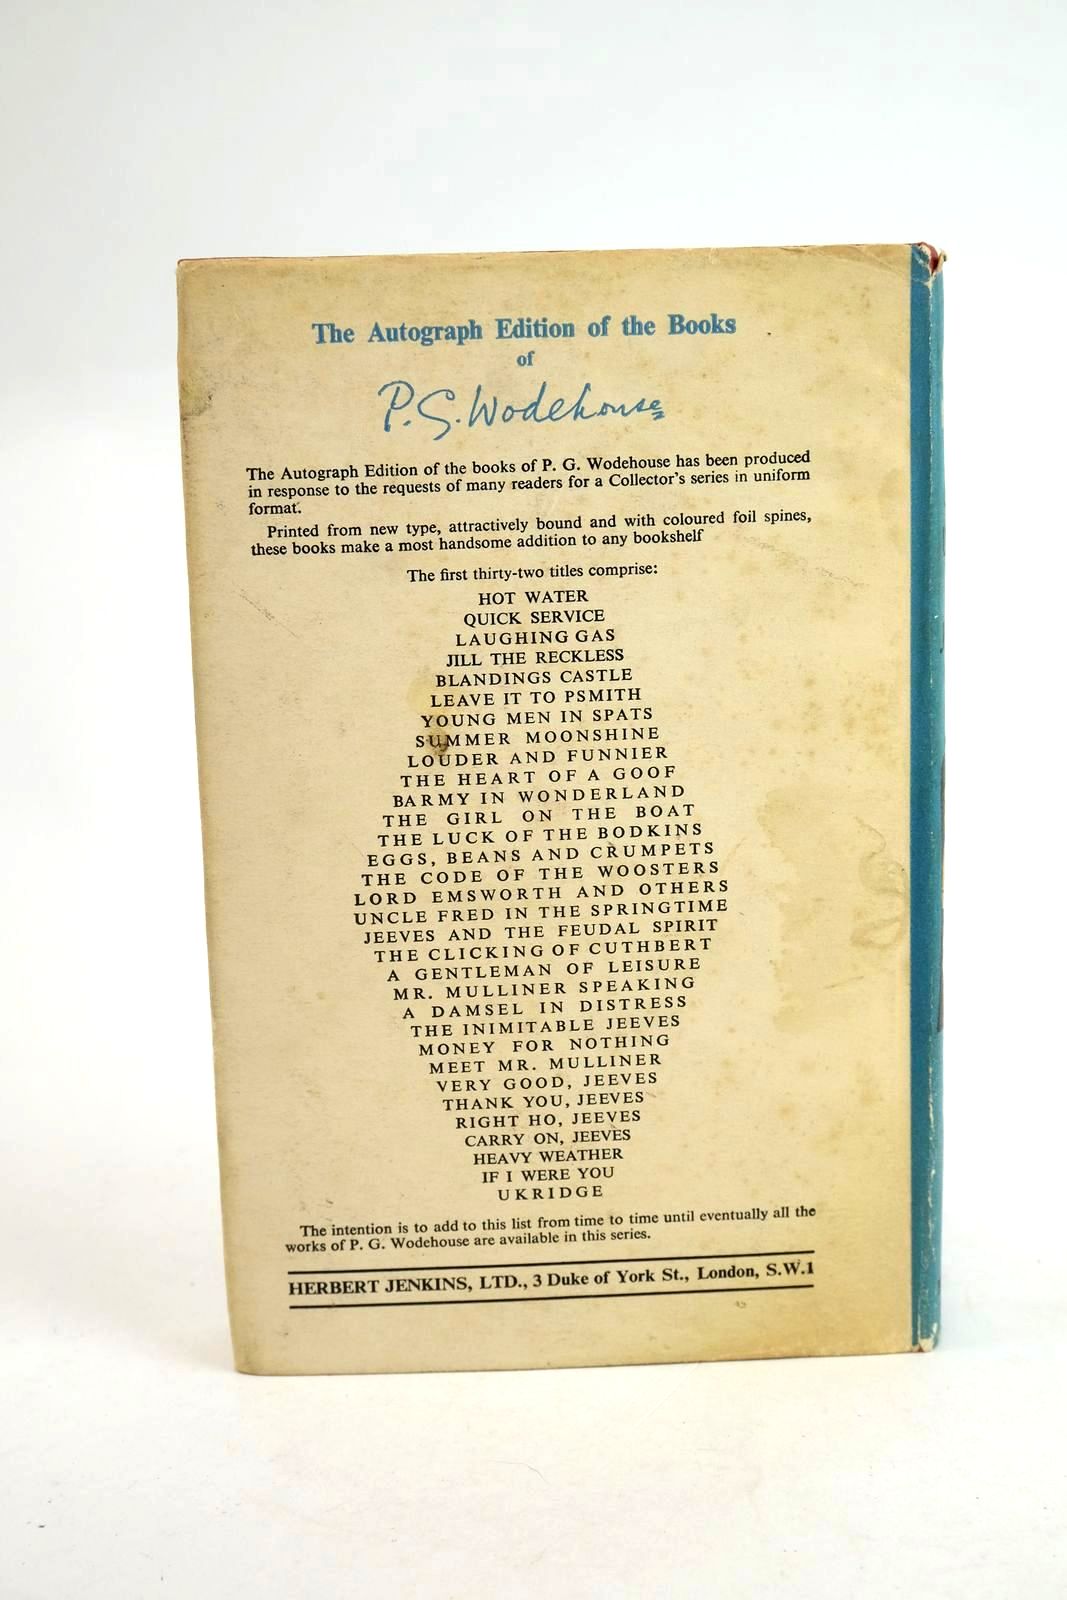 The Autograph Edition of the Books
of
P. G. Wodehouse
The Autograph Edition of the books of P. G. Wodehouse has been produced
in response to the requests of many readers for a Collector's series in uniform
format.
Printed from new type, attractively bound and with coloured foil spines,
these books make a most handsome addition to any bookshelf
The first thirty-two titles comprise:
HOT WATER
QUICK SERVICE
LAUGHING GAS
JILL THE RECKLESS
BLANDINGS CASTLE
LEAVE IT TO PSMITH
YOUNG MEN IN SPATS
SUMMER MOONSHINE
LOUDER AND FUNNIER
THE HEART OF A GOOF
BARMY IN WONDERLAND
THE GIRL ON THE BOAT
THE LUCK OF THE BODKINS
EGGS, BEANS AND CRUMPETS
THE CODE OF THE WOOSTERS
LORD EMSWORTH AND OTHERS
UNCLE FRED IN THE SPRINGTIME
JEEVES AND THE FEUDAL SPIRIT
THE CLICKING OF CUTHBERT
A GENTLEMAN OF LEISURE
MR. MULLINER SPEAKING
A DAMSEL IN DISTRESS
THE INIMITABLE JEEVES
MONEY FOR NOTHING
MEET MR. MULLINER
VERY GOOD, JEEVES
THANK YOU, JEEVES
RIGHT HO, JEEVES
CARRY ON, JEEVES
HEAVY WEATHER
IF I WERE YOU
UKRIDGE
The intention is to add to this list from time to time until eventually all the
works of P. G. Wodehouse are available in this series.
HERBERT JENKINS, LTD., 3 Duke of York St., London, S.W.1